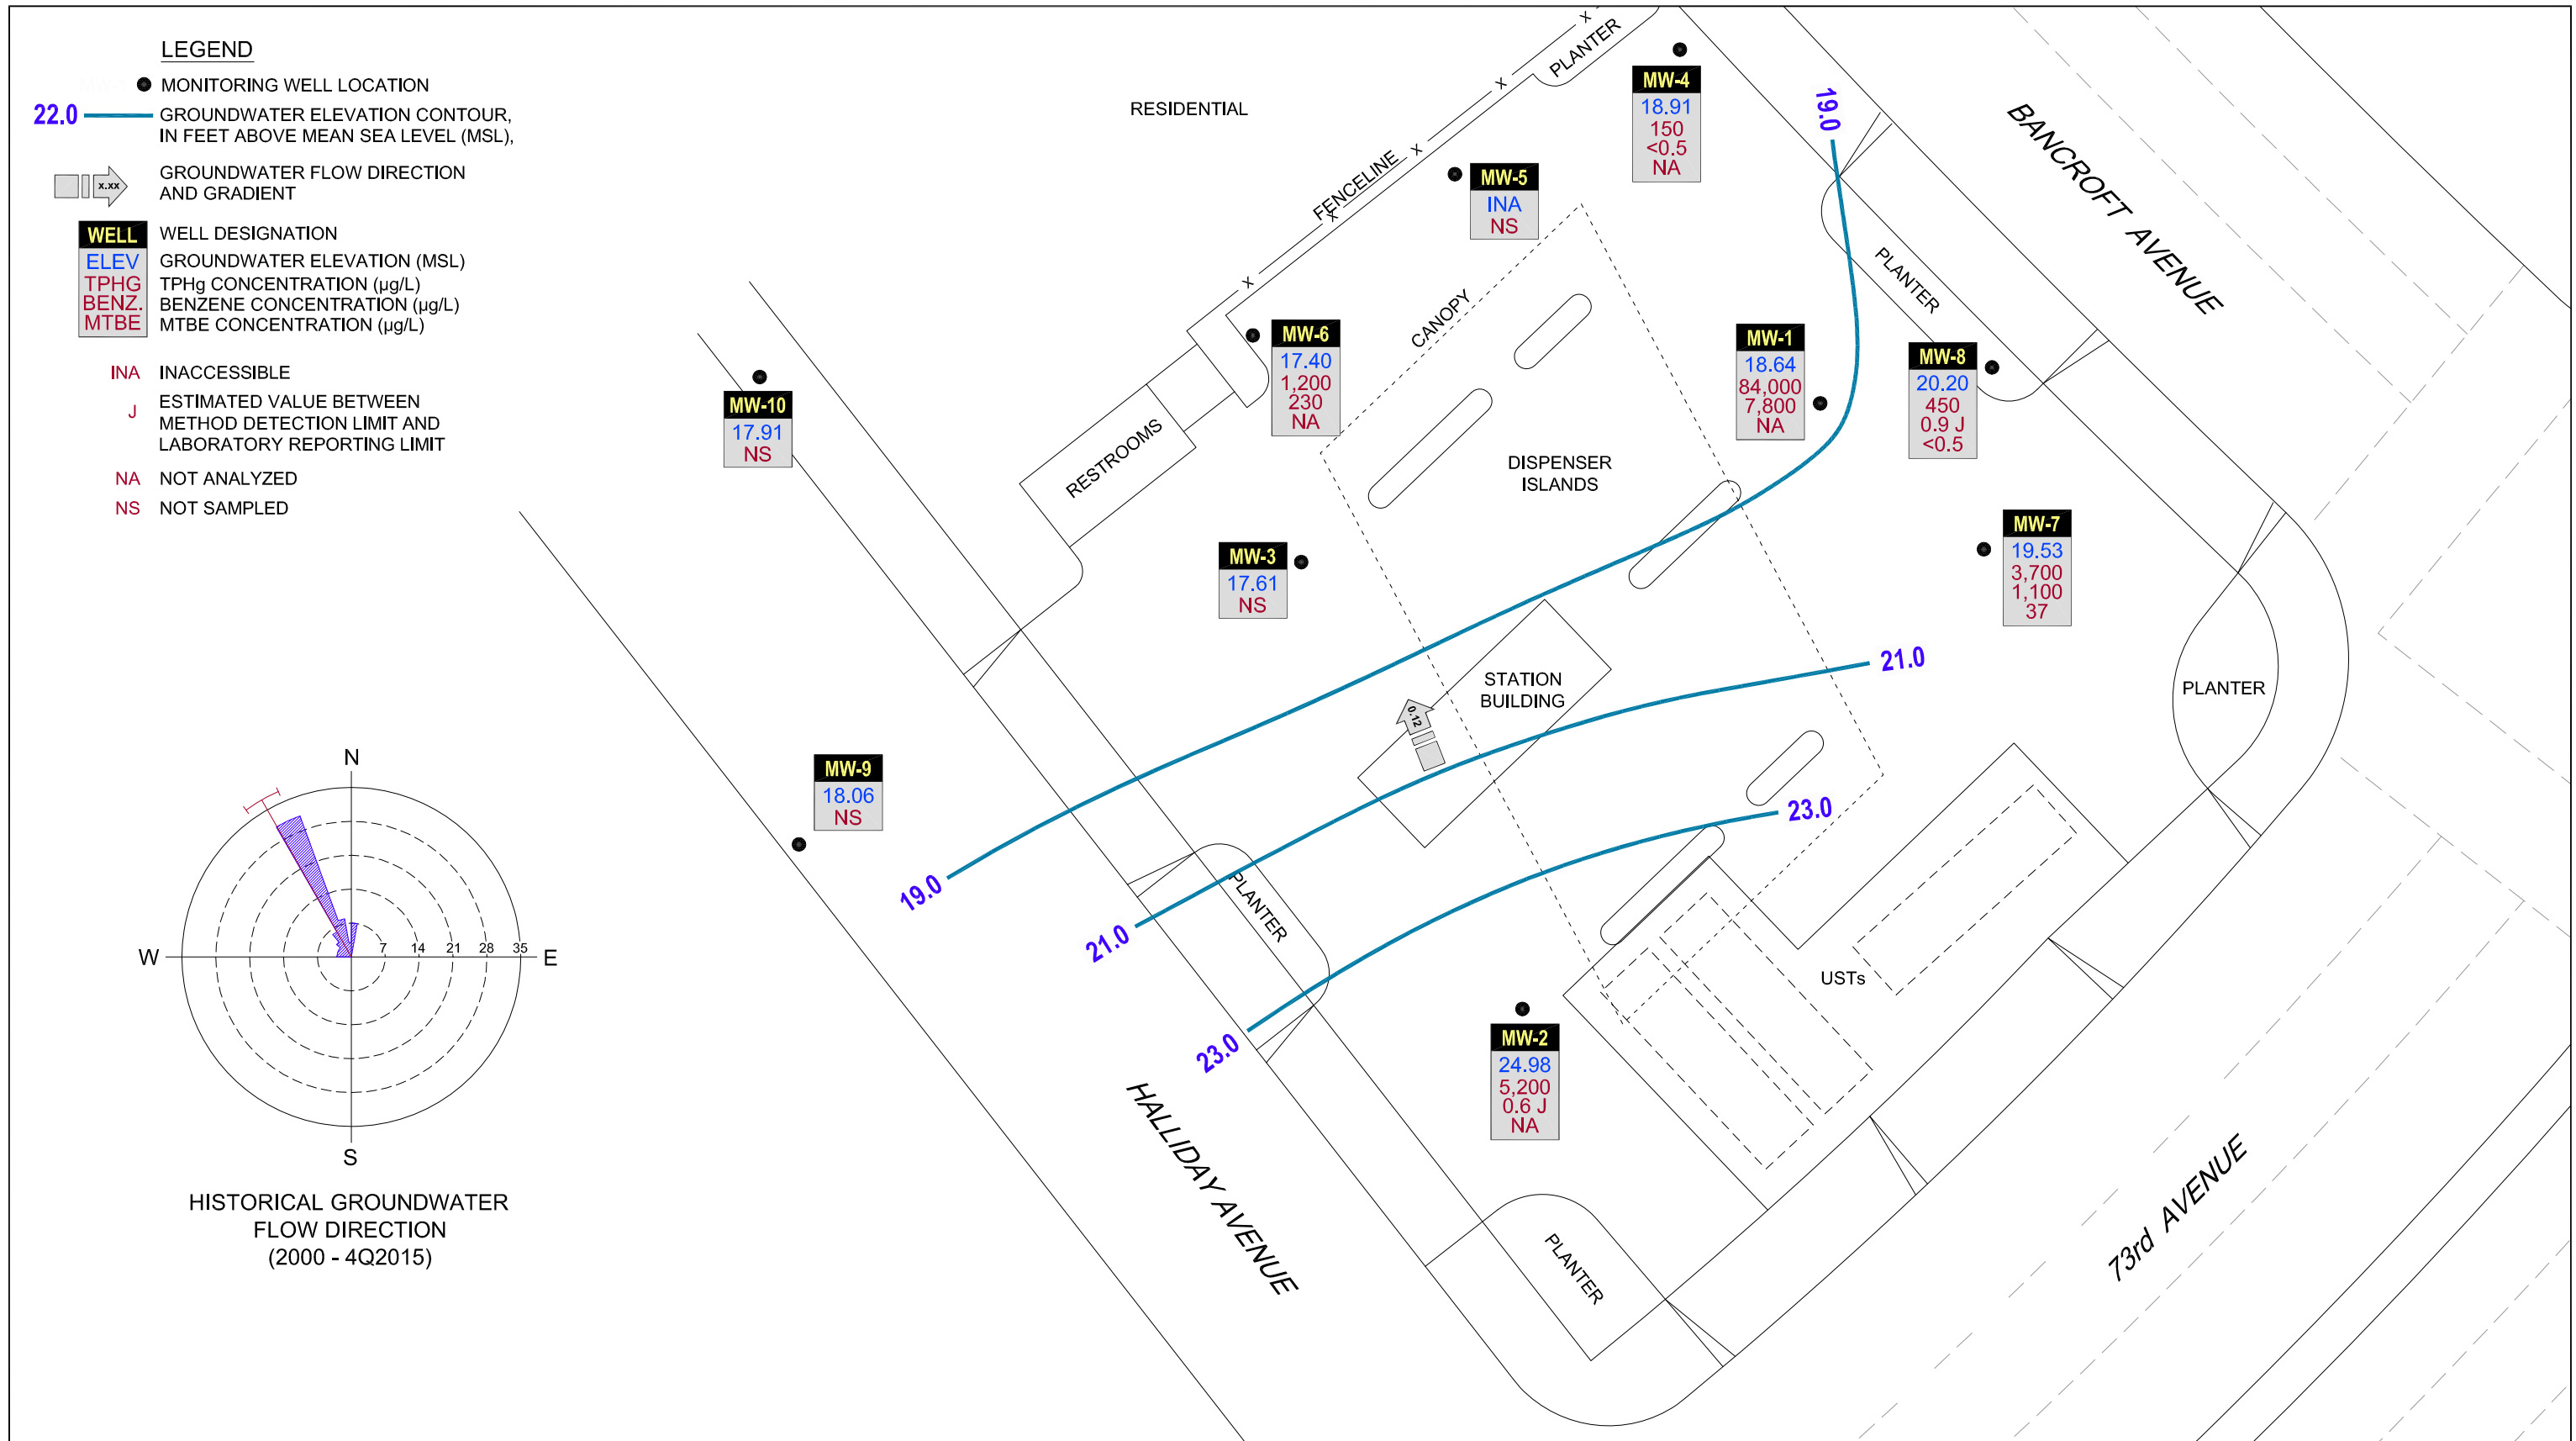 LEGEND
MONITORING WELL LOCATION
22.0
GROUNDWATER ELEVATION CONTOUR,
IN FEET ABOVE MEAN SEA LEVEL (MSL),
x.xx
GROUNDWATER FLOW DIRECTION
AND GRADIENT
WELL WELL DESIGNATION
ELEV GROUNDWATER ELEVATION (MSL)
TPHG TPHg CONCENTRATION (µg/L)
BENZ. BENZENE CONCENTRATION (µg/L)
MTBE MTBE CONCENTRATION (µg/L)
INA INACCESSIBLE
J ESTIMATED VALUE BETWEEN
METHOD DETECTION LIMIT AND
LABORATORY REPORTING LIMIT
NA NOT ANALYZED
NS NOT SAMPLED
RESIDENTIAL
FENCELINE
x
x
x
x
x
x
PLANTER
MW-4
18.91
150
<0.5
NA
19.0
BANCROFT AVENUE
MW-5
INA
NS
PLANTER
CANOPY
MW-6
17.40
1,200
230
NA
MW-1
18.64
84,000
7,800
NA
MW-8
20.20
450
0.9 J
<0.5
MW-10
17.91
NS
RESTROOMS
DISPENSER
ISLANDS
MW-7
19.53
3,700
1,100
37
MW-3
17.61
NS
21.0
STATION
BUILDING
PLANTER
0.12
MW-9
18.06
NS
23.0
19.0
PLANTER
21.0
USTs
23.0
MW-2
24.98
5,200
0.6 J
NA
HALLIDAY AVENUE
73rd AVENUE
PLANTER
N
W
7 14 21 28 35
E
S
HISTORICAL GROUNDWATER
FLOW DIRECTION
(2000 - 4Q2015)